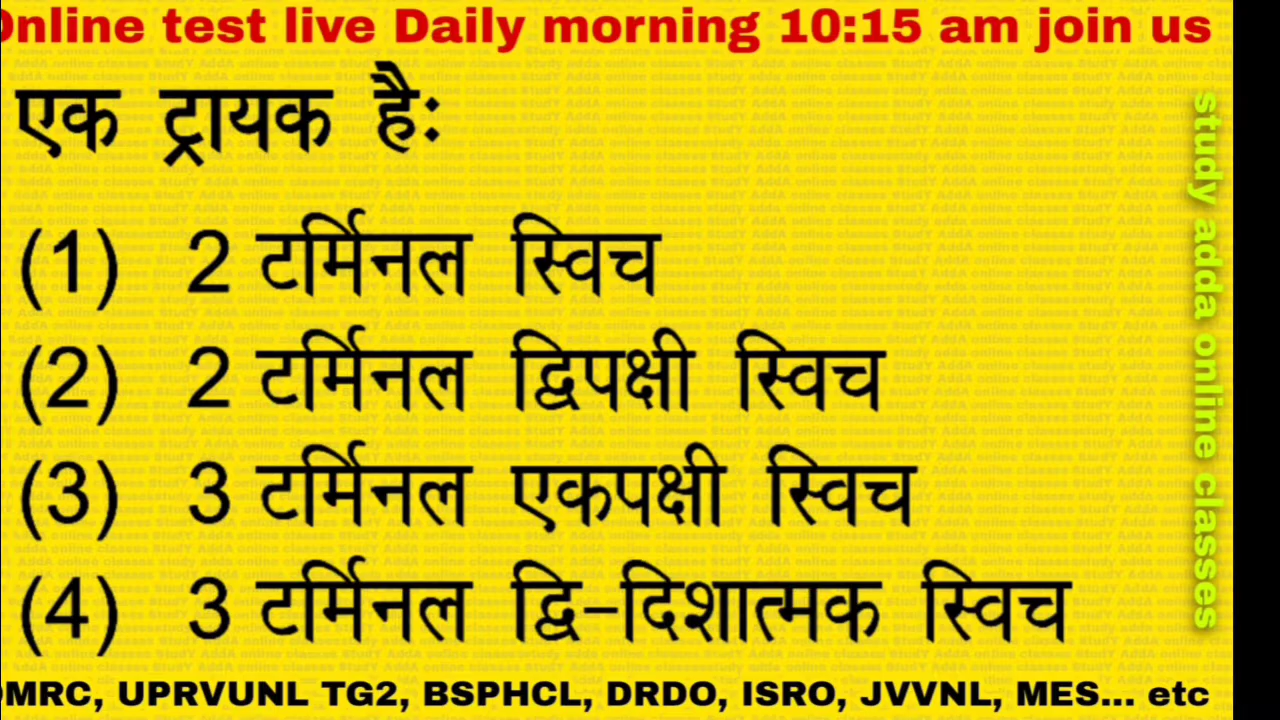 Online test live Daily morning 10:15 am join us
एक ट्रायक है:
(1) 2 टर्मिनल स्विच
(2) 2 टर्मिनल द्विपक्षी स्विच
(3) 3 टर्मिनल एकपक्षी स्विच
(4) 3 टर्मिनल द्वि-दिशात्मक स्विच
DMRC, UPRVUNL TG2, BSPHCL, DRDO, ISRO, JVVNL, MES... etc
study adda online classes